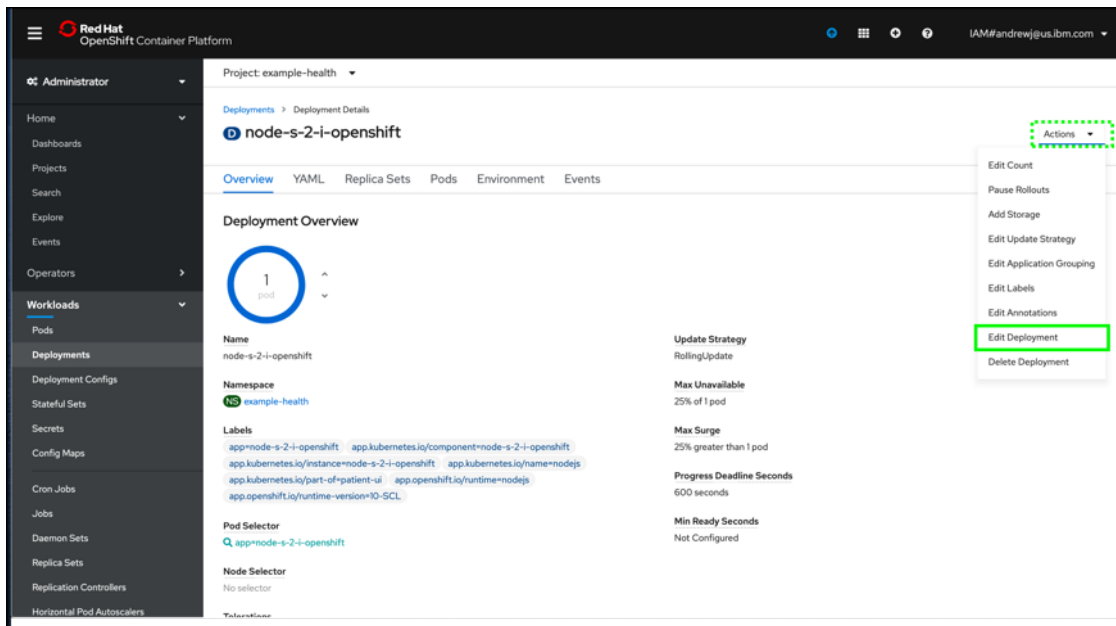 Red Hat
OpenShift Container Platform
IAM#andrewj@us.ibm.com
Administrator
Home
Dashboards
Projects
Search
Explore
Events
Operators
Workloads
Pods
Deployments
Deployment Configs
Stateful Sets
Secrets
Config Maps
Cron Jobs
Jobs
Daemon Sets
Replica Sets
Replication Controllers
Horizontal Pod Autoscalers
Project: example-health
Deployments > Deployment Details
D node-s-2-i-openshift
Actions
Edit Count
Pause Rollouts
Add Storage
Edit Update Strategy
Edit Application Grouping
Edit Labels
Edit Annotations
Edit Deployment
Delete Deployment
Overview YAML Replica Sets Pods Environment Events
Deployment Overview
1
pod
Name
node-s-2-i-openshift
Namespace
NS example-health
Labels
app=node-s-2-i-openshift app.kubernetes.io/component=node-s-2-i-openshift
app.kubernetes.io/instance=node-s-2-i-openshift app.kubernetes.io/name=nodejs
app.kubernetes.io/part-of=patient-ui app.openshift.io/runtime=nodejs
app.openshift.io/runtime-version=10-SCL
Pod Selector
app=node-s-2-i-openshift
Node Selector
No selector
Tolerations
Update Strategy
RollingUpdate
Max Unavailable
25% of 1 pod
Max Surge
25% greater than 1 pod
Progress Deadline Seconds
600 seconds
Min Ready Seconds
Not Configured